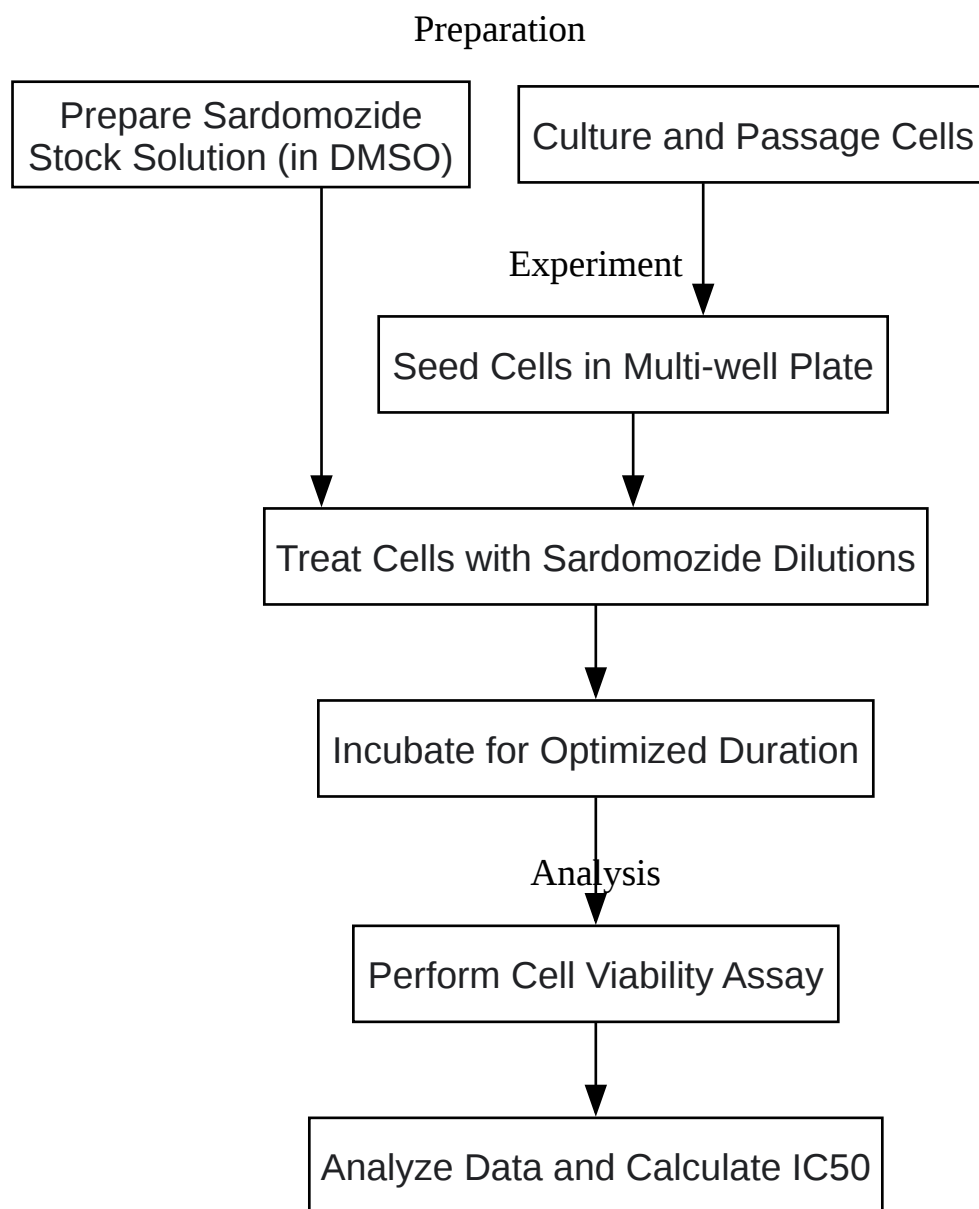 Preparation
Prepare Sardomozide
Stock Solution (in DMSO)
Culture and Passage Cells
Experiment
Seed Cells in Multi-well Plate
Treat Cells with Sardomozide Dilutions
Incubate for Optimized Duration
Analysis
Perform Cell Viability Assay
Analyze Data and Calculate IC50